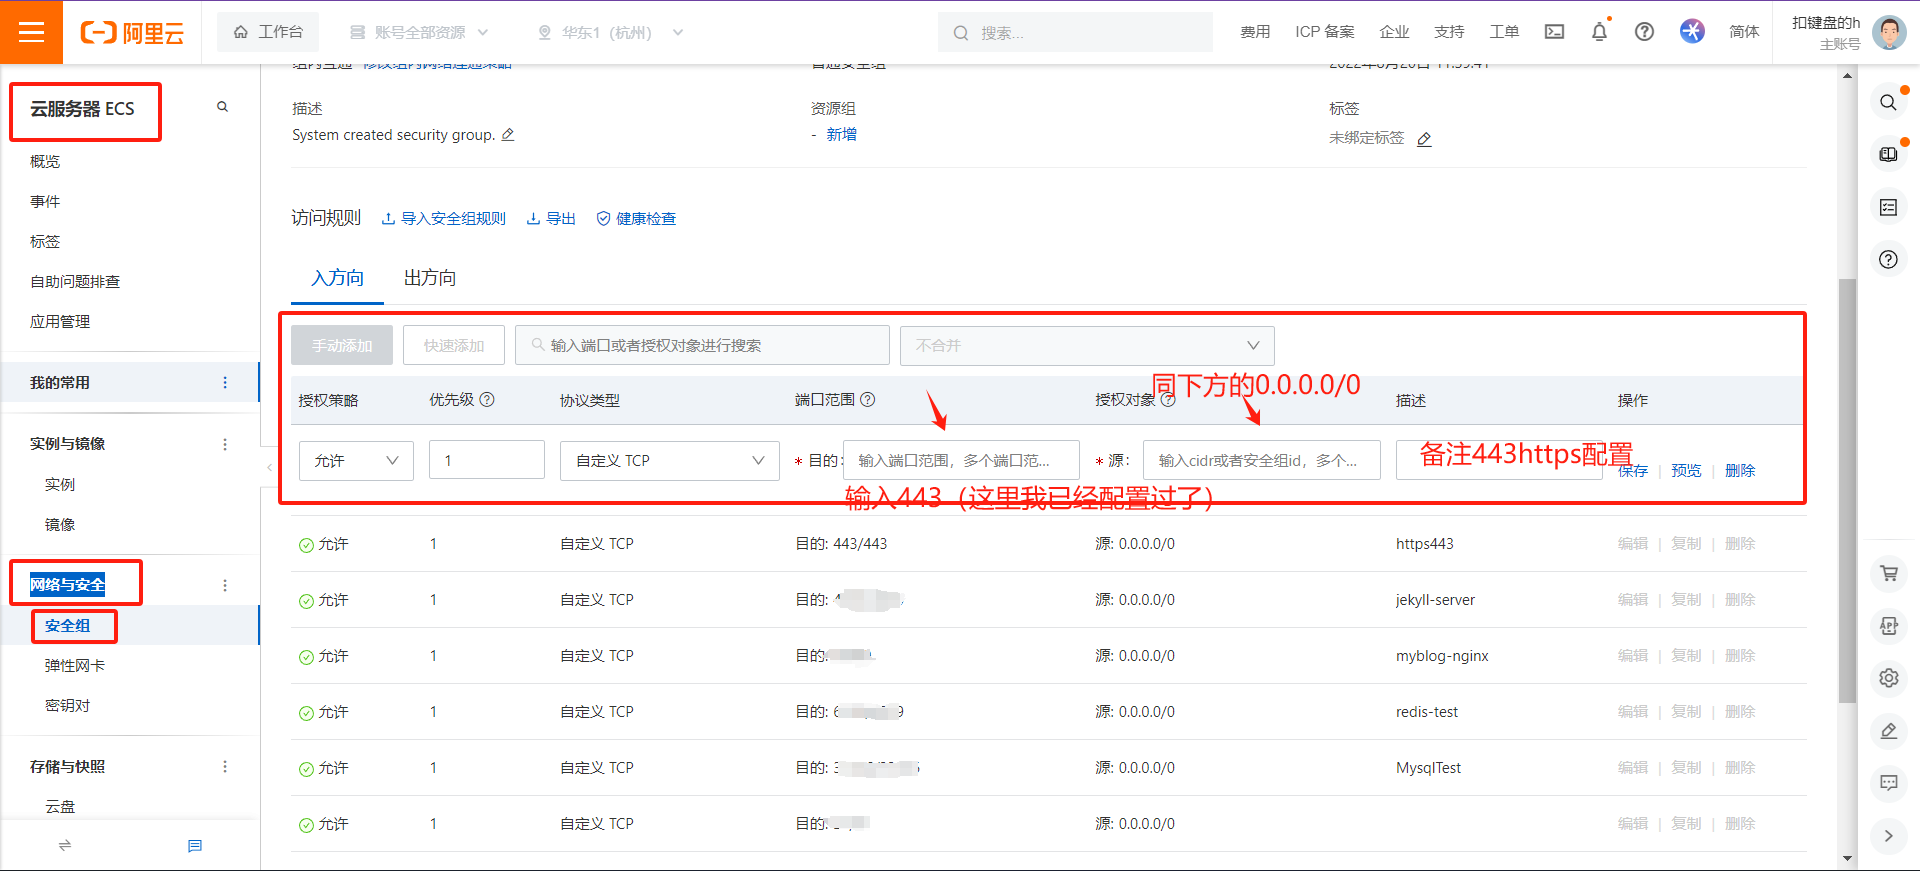 阿里云
工作台
账号全部资源
华东1（杭州）
搜索...
费用
ICP 备案
企业
支持
工单
简体
扣键盘的h
主账号
云服务器 ECS
概览
事件
标签
自助问题排查
应用管理
我的常用
实例与镜像
实例
镜像
网络与安全
安全组
弹性网卡
密钥对
存储与快照
云盘
组内互通 修改组内网络连通策略
普通安全组
描述
System created security group.
资源组
- 新增
标签
未绑定标签
访问规则
导入安全组规则
导出
健康检查
入方向
出方向
手动添加
快速添加
输入端口或者授权对象进行搜索
不合并
同下方的0.0.0.0/0
授权策略 优先级 协议类型 端口范围 授权对象 描述 操作
允许 1 自定义 TCP * 目的: 输入端口范围，多个端口范... * 源: 输入cidr或者安全组id，多个... 备注443https配置 保存 | 预览 | 删除
输入443（这里我已经配置过了）
允许 1 自定义 TCP 目的: 443/443 源: 0.0.0.0/0 https443 编辑 | 复制 | 删除
允许 1 自定义 TCP 目的: 源: 0.0.0.0/0 jekyll-server 编辑 | 复制 | 删除
允许 1 自定义 TCP 目的: 源: 0.0.0.0/0 myblog-nginx 编辑 | 复制 | 删除
允许 1 自定义 TCP 目的: 源: 0.0.0.0/0 redis-test 编辑 | 复制 | 删除
允许 1 自定义 TCP 目的: 源: 0.0.0.0/0 MysqlTest 编辑 | 复制 | 删除
允许 1 自定义 TCP 目的: 源: 0.0.0.0/0 编辑 | 复制 | 删除
APP